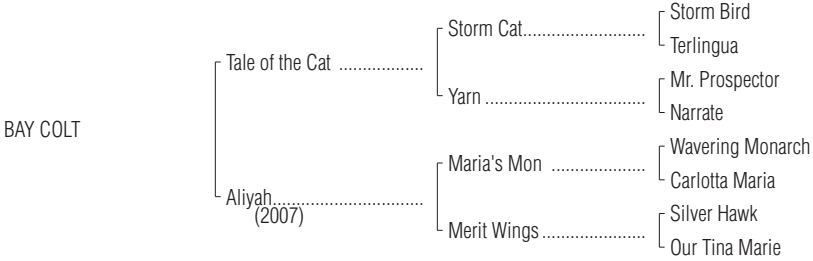 Storm Bird
Storm Cat..........................
Terlingua
Tale of the Cat ..................
Mr. Prospector
Yarn ..................................
Narrate
BAY COLT
Wavering Monarch
Maria's Mon ....................
Carlotta Maria
Aliyah................................
(2007)
Silver Hawk
Merit Wings......................
Our Tina Marie